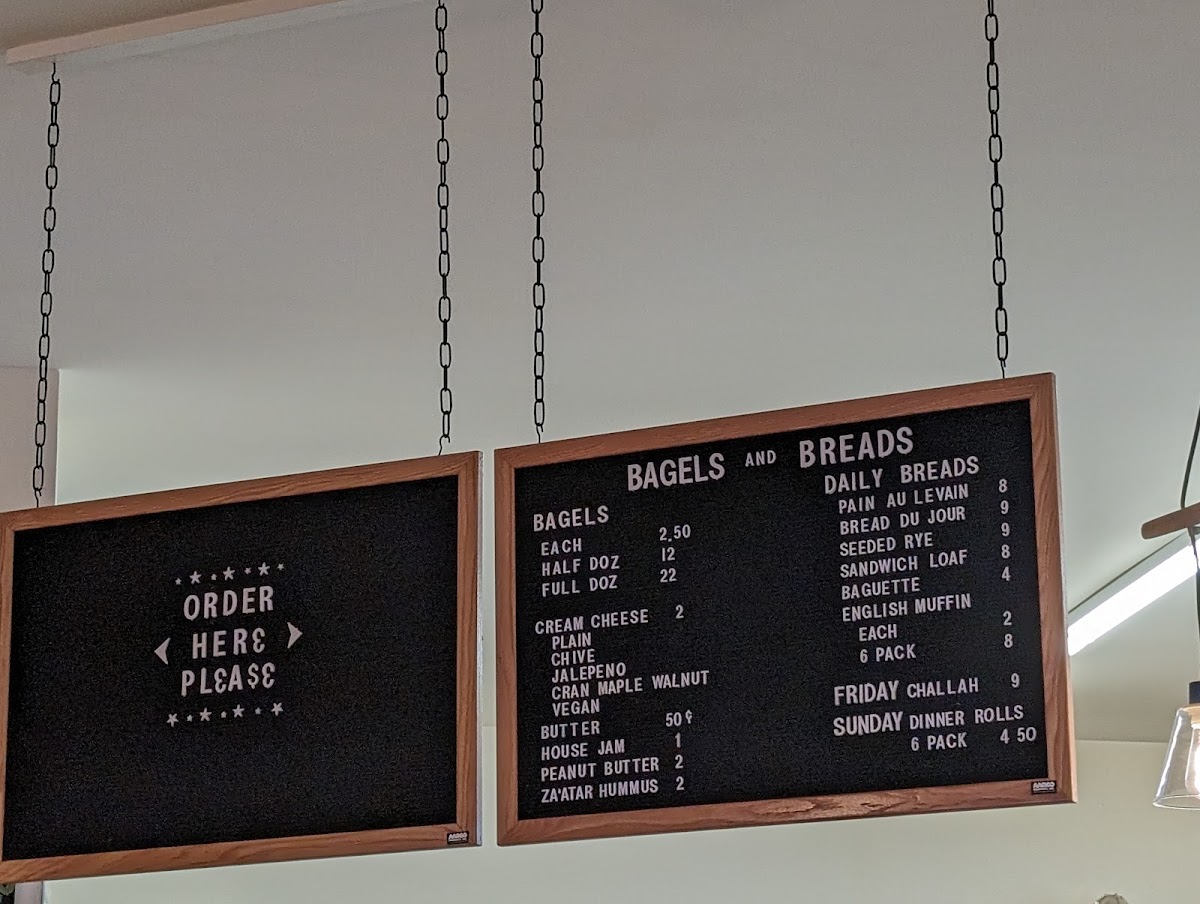 ORDER
HERE
PLEASE
BAGELS AND BREADS
BAGELS
EACH 2.50
HALF DOZ 12
FULL DOZ 22
CREAM CHEESE 2
PLAIN
CHIVE
JALEPENO
CRAN MAPLE WALNUT
VEGAN
BUTTER 50¢
HOUSE JAM 1
PEANUT BUTTER 2
ZA'ATAR HUMMUS 2
DAILY BREADS
PAIN AU LEVAIN 8
BREAD DU JOUR 9
SEEDED RYE 9
SANDWICH LOAF 8
BAGUETTE 4
ENGLISH MUFFIN
EACH 2
6 PACK 8
FRIDAY CHALLAH 9
SUNDAY DINNER ROLLS
6 PACK 4 50